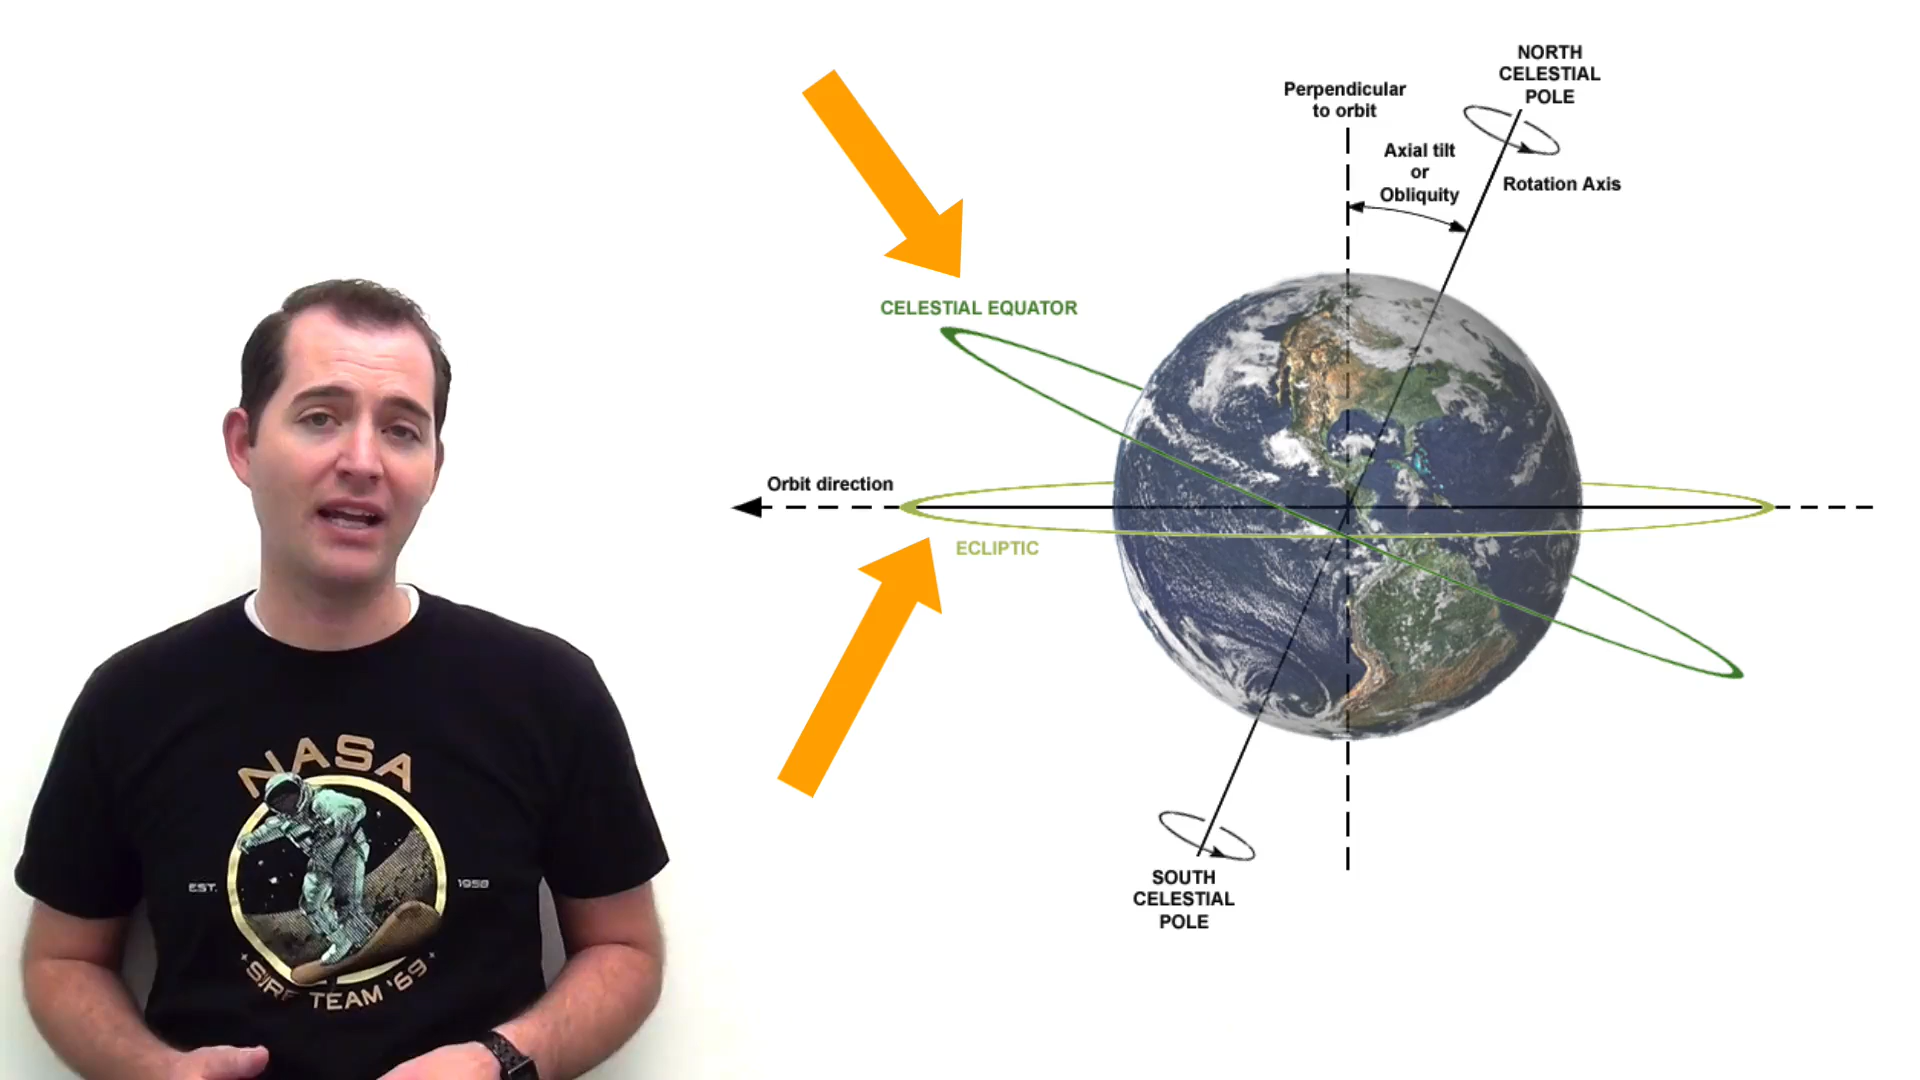 NORTH
CELESTIAL
POLE
Perpendicular
to orbit
Axial tilt
or
Obliquity
Rotation Axis
CELESTIAL EQUATOR
Orbit direction
ECLIPTIC
SOUTH
CELESTIAL
POLE
NASA
EST. 1958
SURF TEAM '69